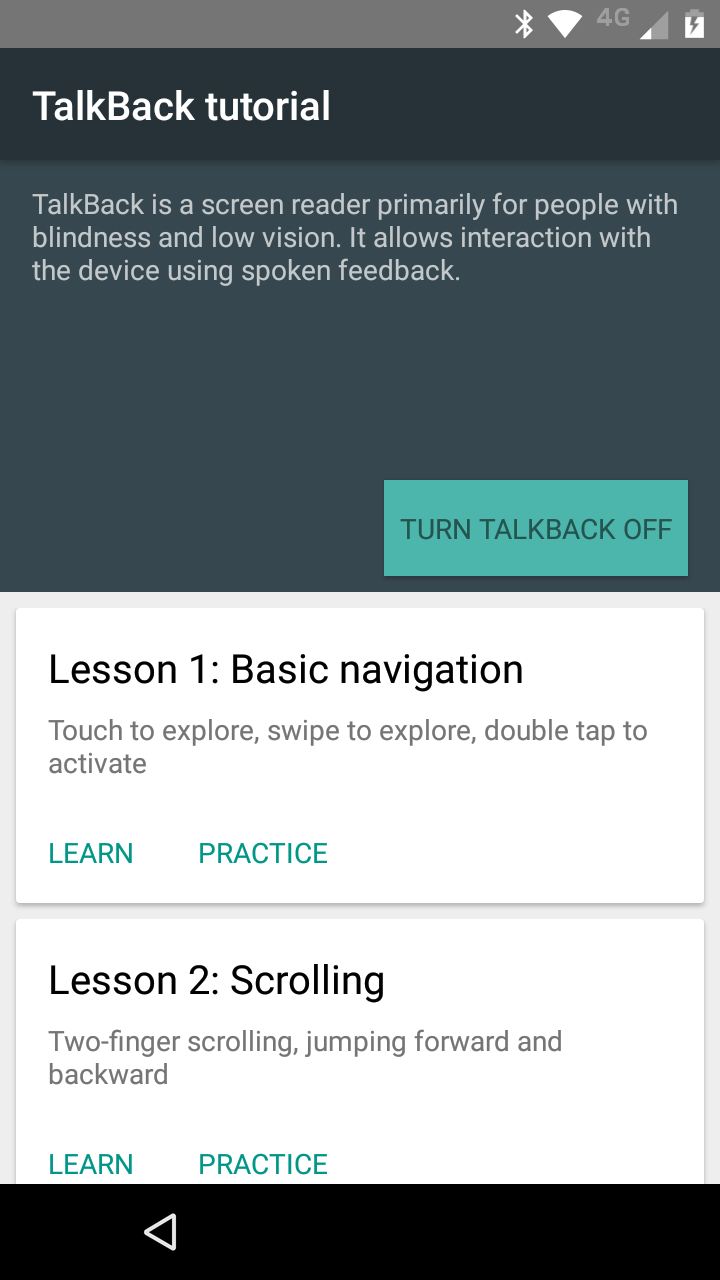 4G
TalkBack tutorial
TalkBack is a screen reader primarily for people with
blindness and low vision. It allows interaction with
the device using spoken feedback.
TURN TALKBACK OFF
Lesson 1: Basic navigation
Touch to explore, swipe to explore, double tap to
activate
LEARN PRACTICE
Lesson 2: Scrolling
Two-finger scrolling, jumping forward and
backward
LEARN PRACTICE